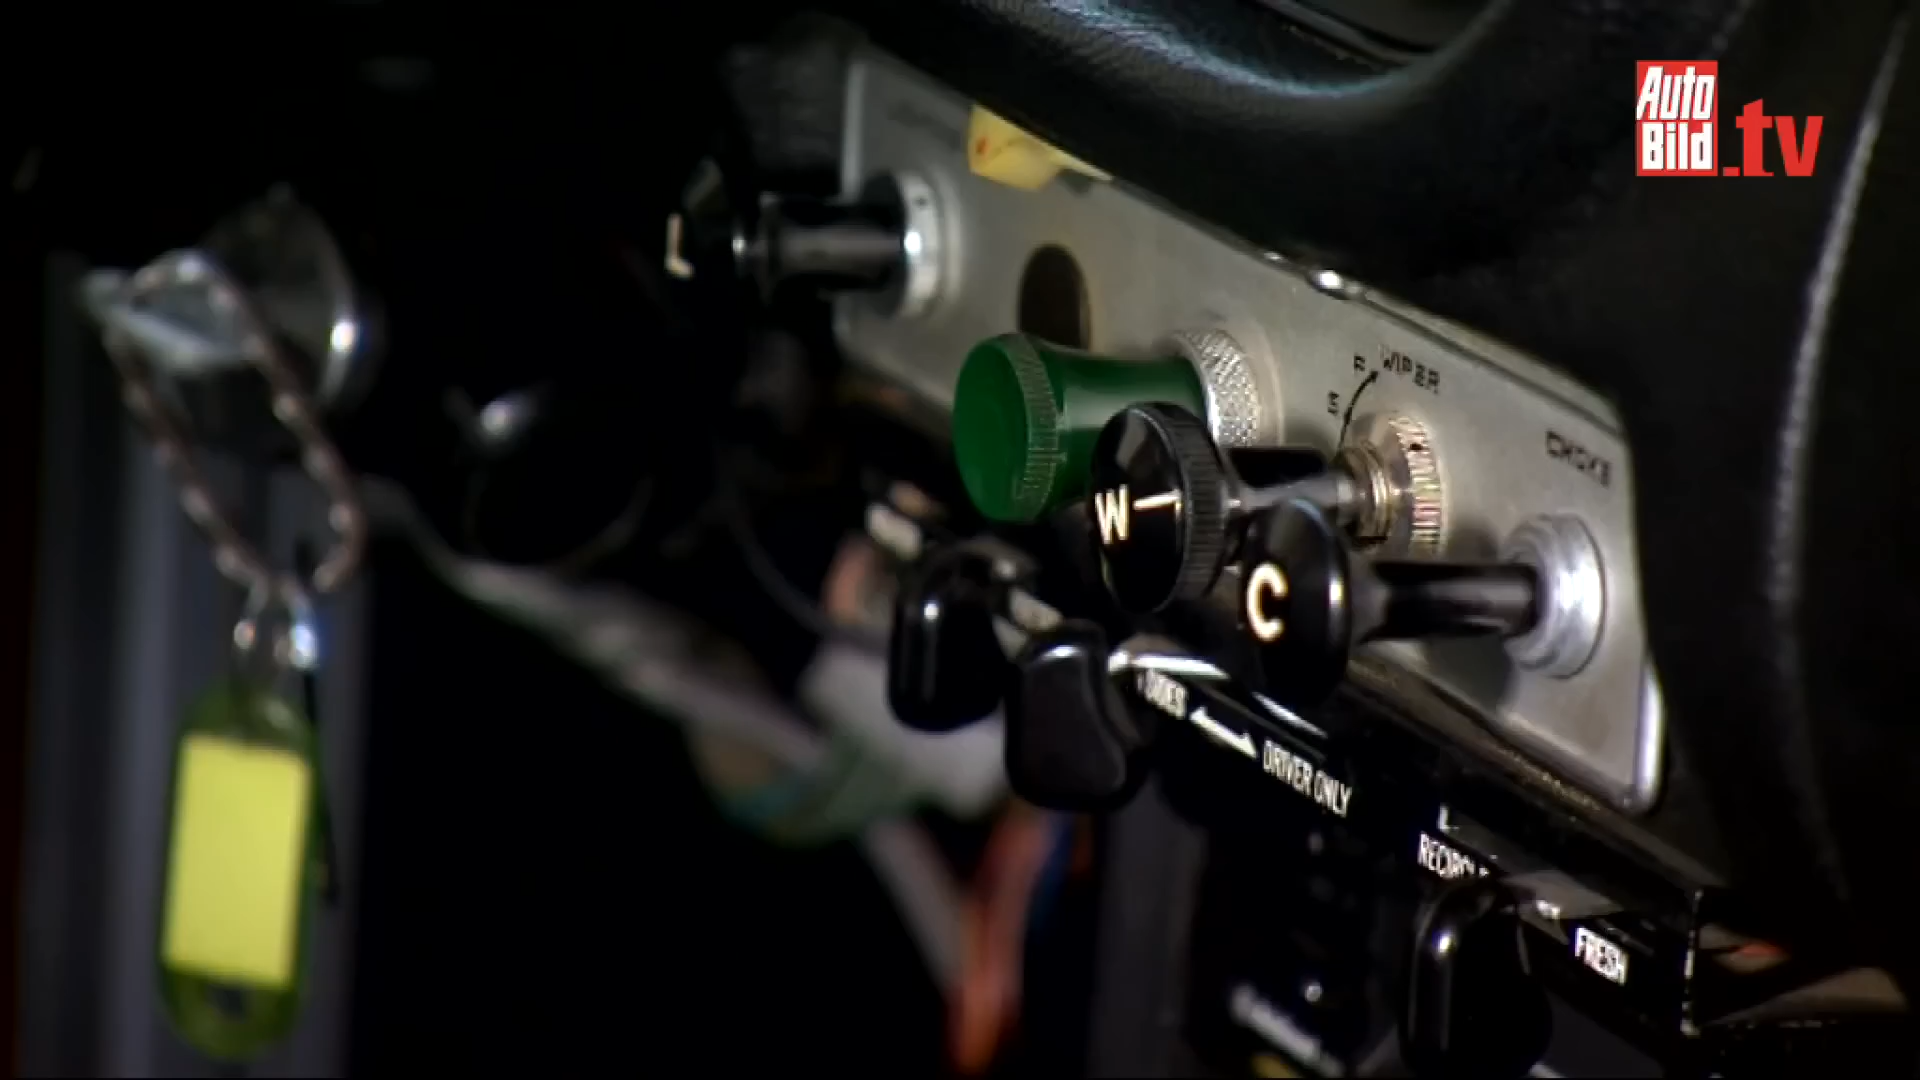 Auto
Bild
.tv
L
WIPER
CHOKE
W
C
DRIVER ONLY
FRESH